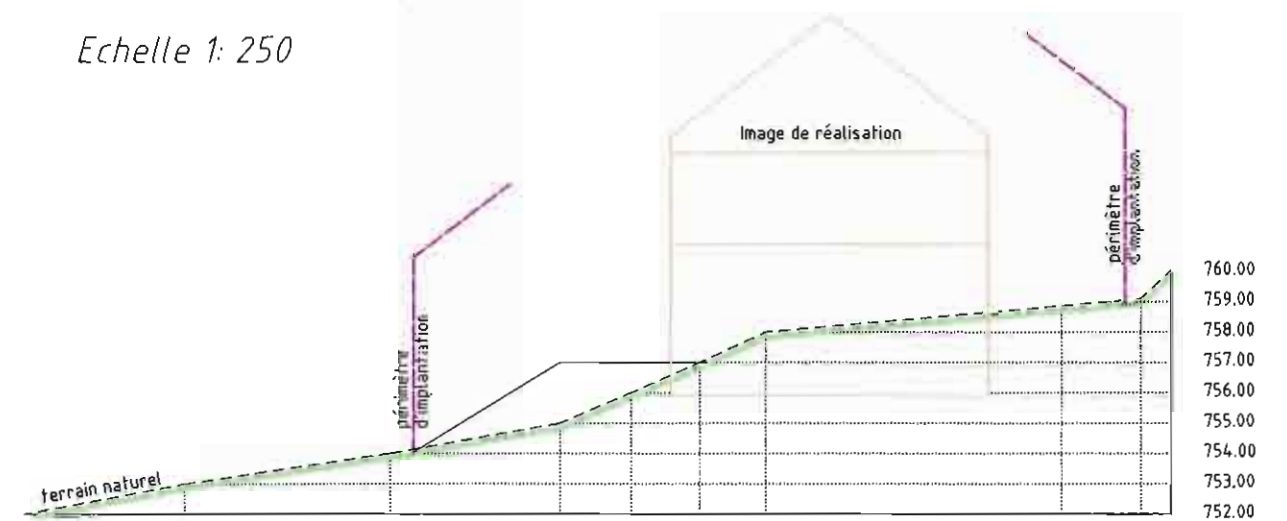 Echelle 1: 250
Image de réalisation
périmètre
d'implantation
périmètre
d'implantation
terrain naturel
760.00
759.00
758.00
757.00
756.00
755.00
754.00
753.00
752.00